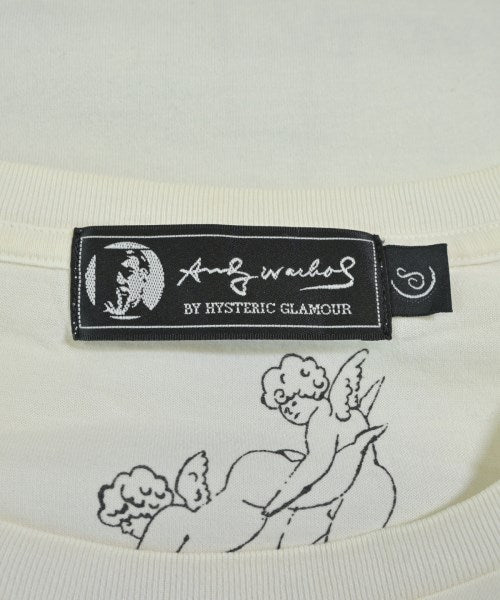 Andy Warhol
BY HYSTERIC GLAMOUR
S